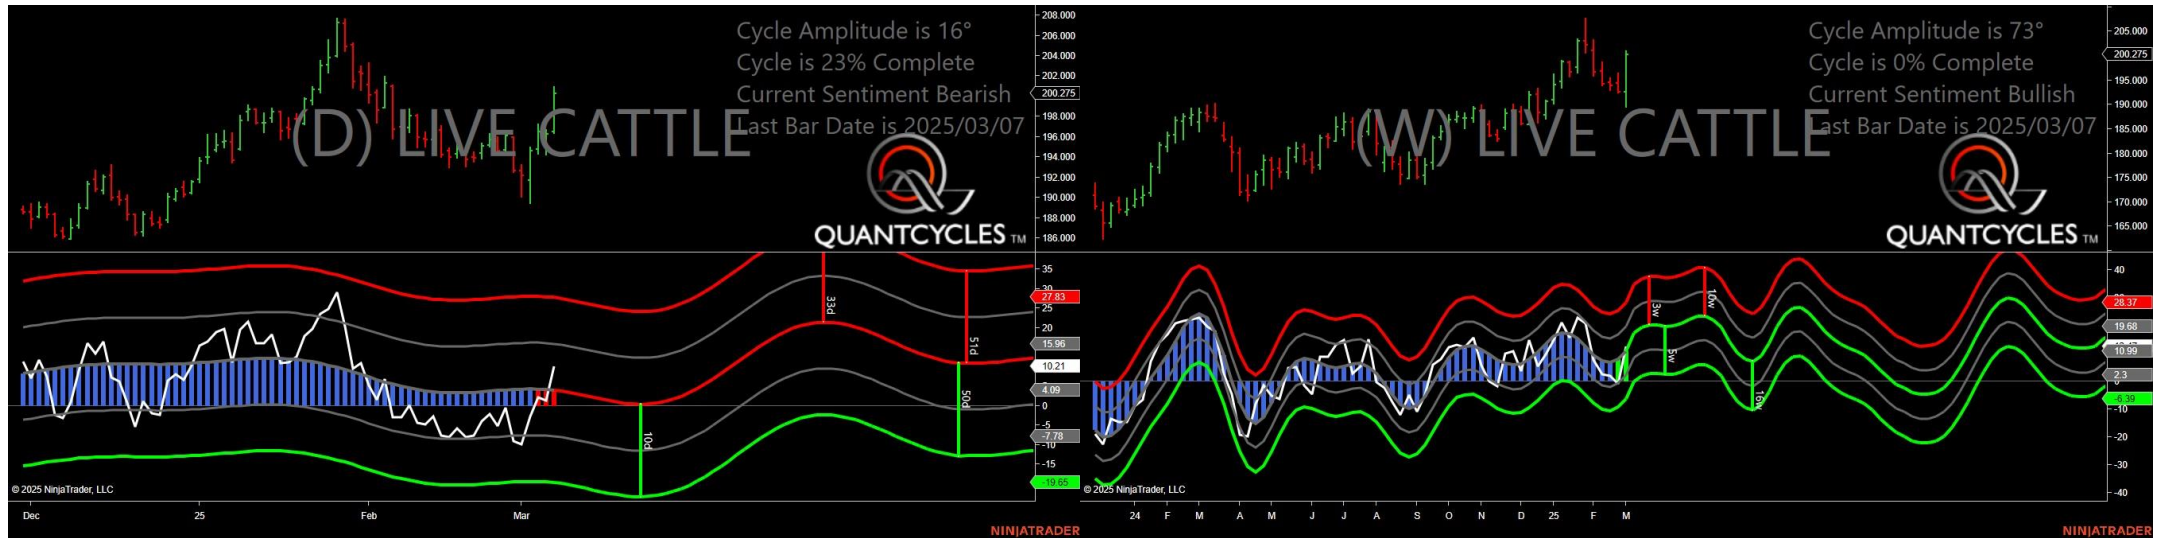 Cycle Amplitude is 16°
Cycle is 23% Complete
Current Sentiment Bearish
Last Bar Date is 2025/03/07
(D) LIVE CATTLE
QUANTCYCLES TM
208.000
206.000
204.000
202.000
200.275
198.000
196.000
194.000
192.000
190.000
188.000
186.000
33d
51d
50d
10d
35
30
27.83
25
20
15.96
10.21
4.09
0
-5
-7.78
-10
-15
-19.65
© 2025 NinjaTrader, LLC
Dec 25 Feb Mar
NINJATRADER
Cycle Amplitude is 73°
Cycle is 0% Complete
Current Sentiment Bullish
Last Bar Date is 2025/03/07
(W) LIVE CATTLE
QUANTCYCLES TM
205.000
200.275
195.000
190.000
185.000
180.000
175.000
170.000
165.000
3w
10w
5w
16w
40
28.37
19.68
10.99
2.3
0
-6.39
-10
-20
-30
-40
© 2025 NinjaTrader, LLC
24 F M A M J J A S O N D 25 F M
NINJATRADER